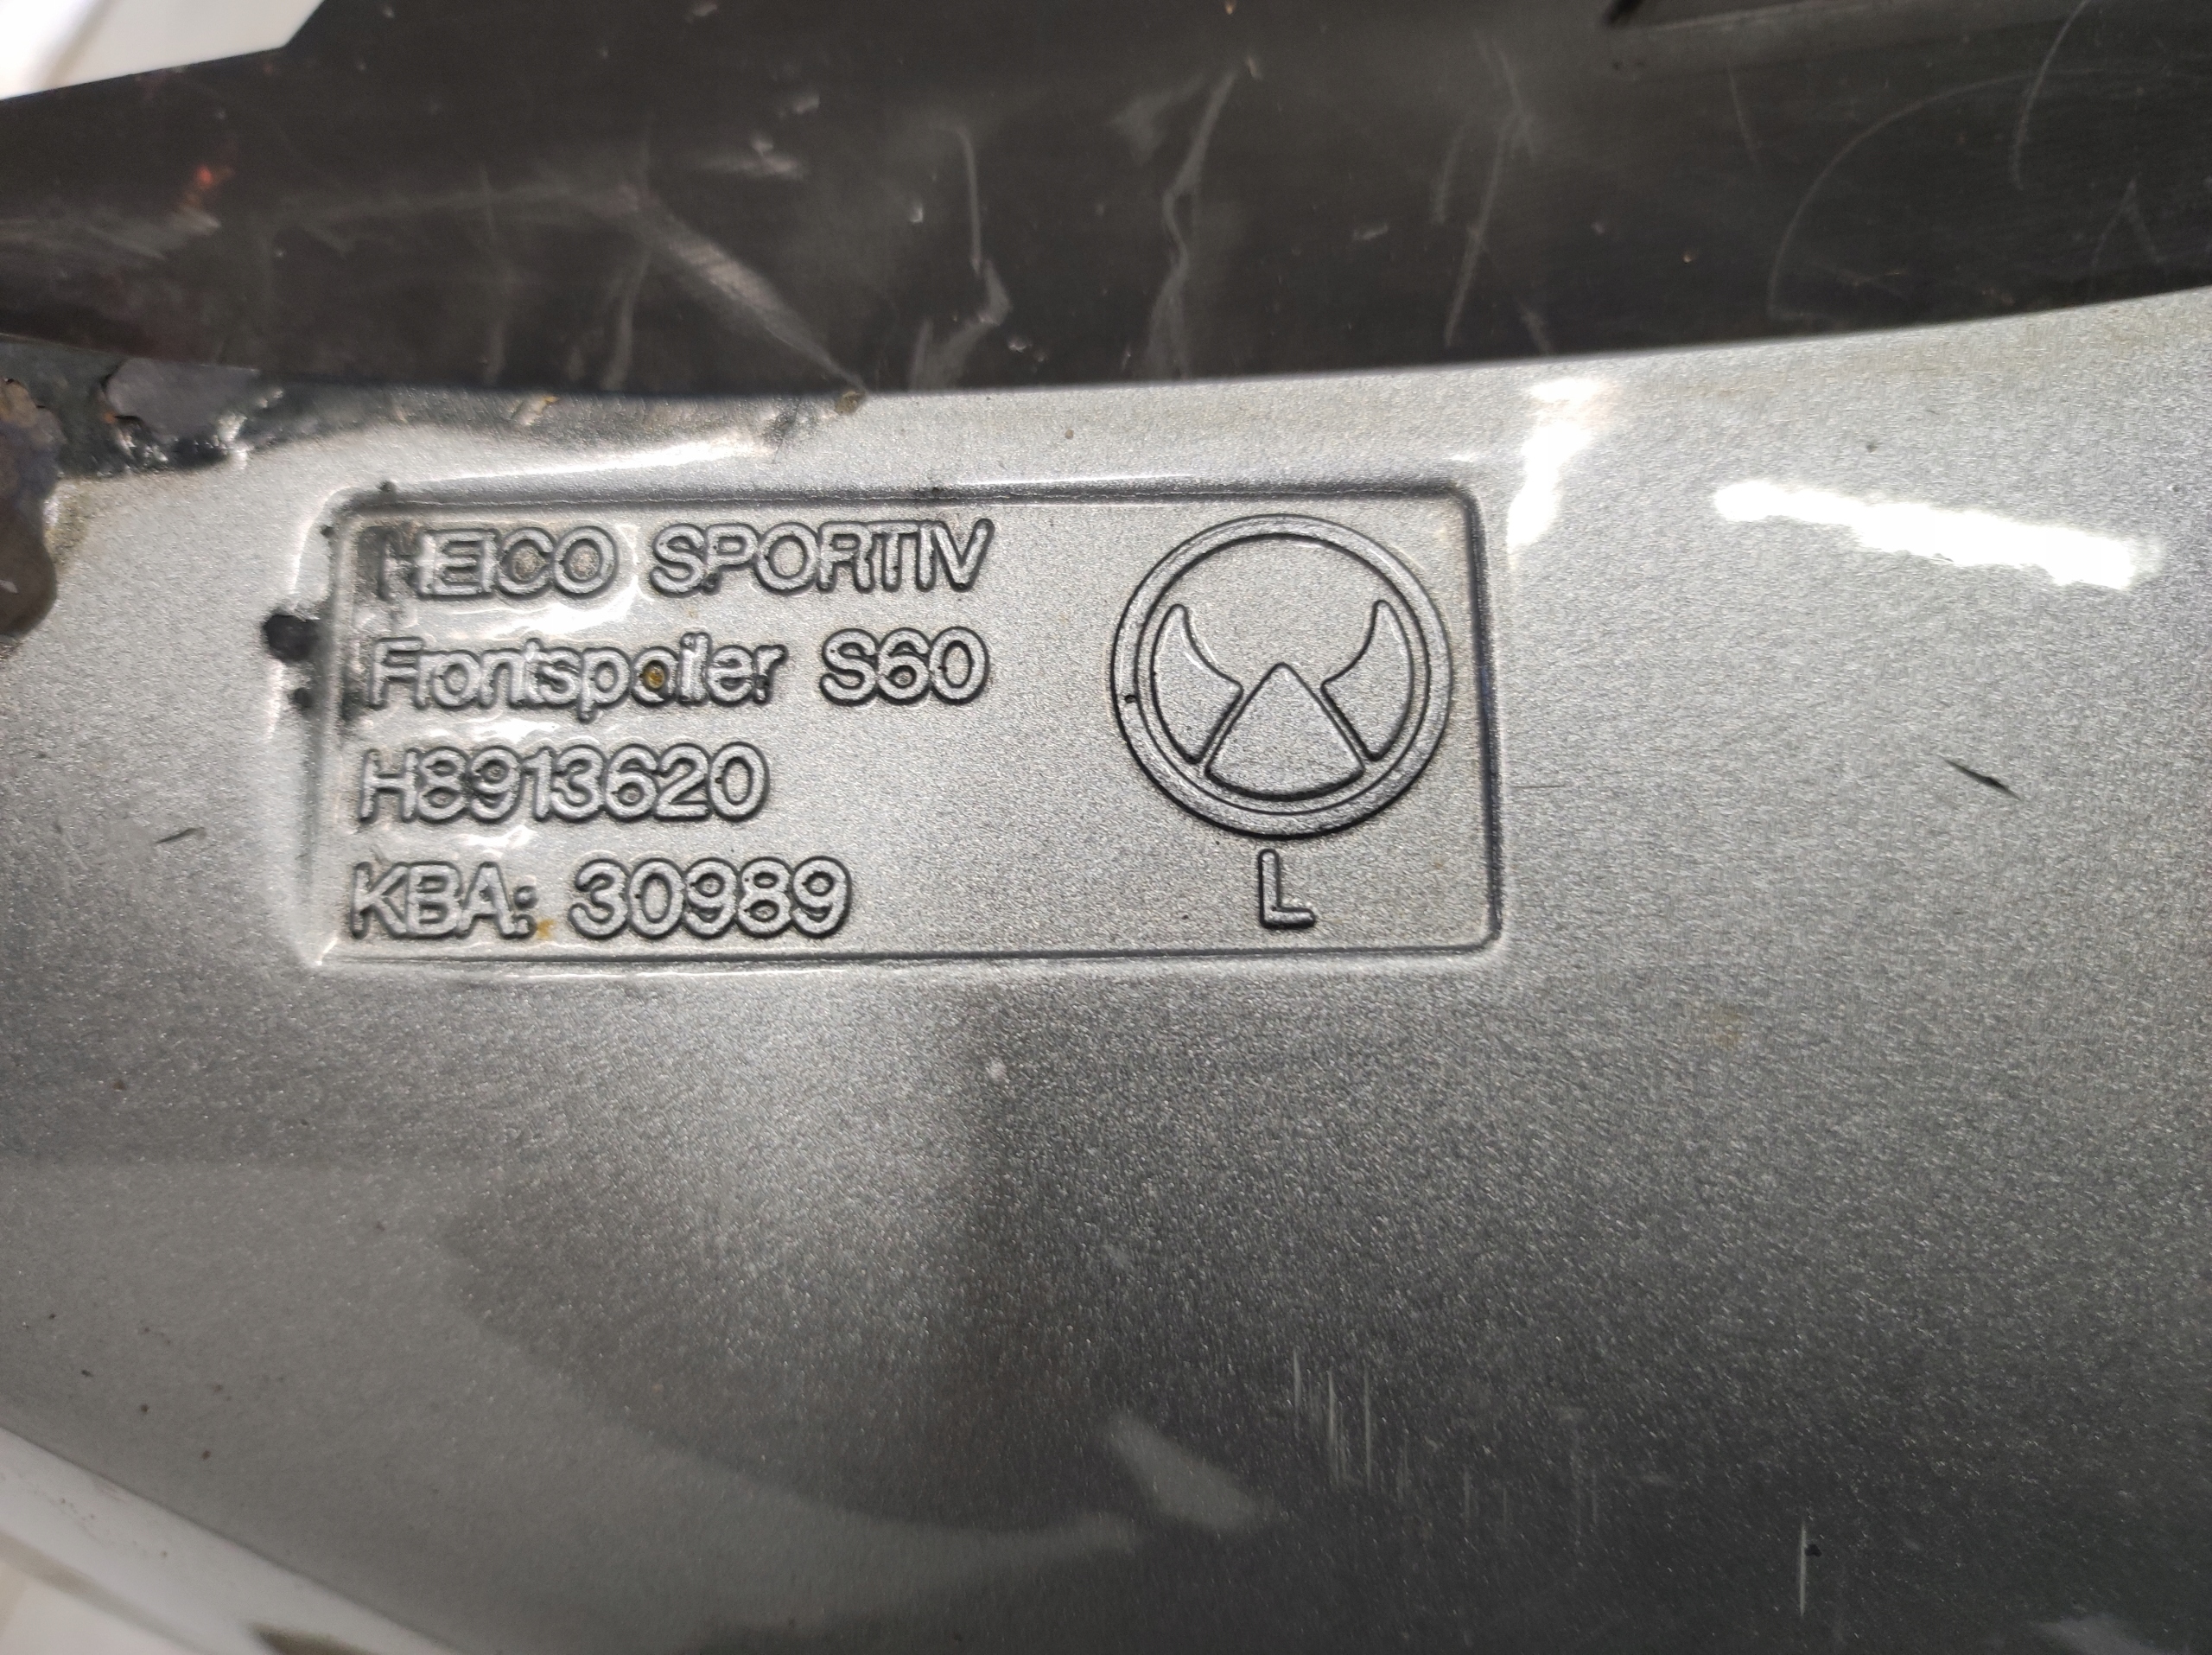 HEICO SPORTIV
Frontspoiler S60
H8913620
KBA: 30989
L